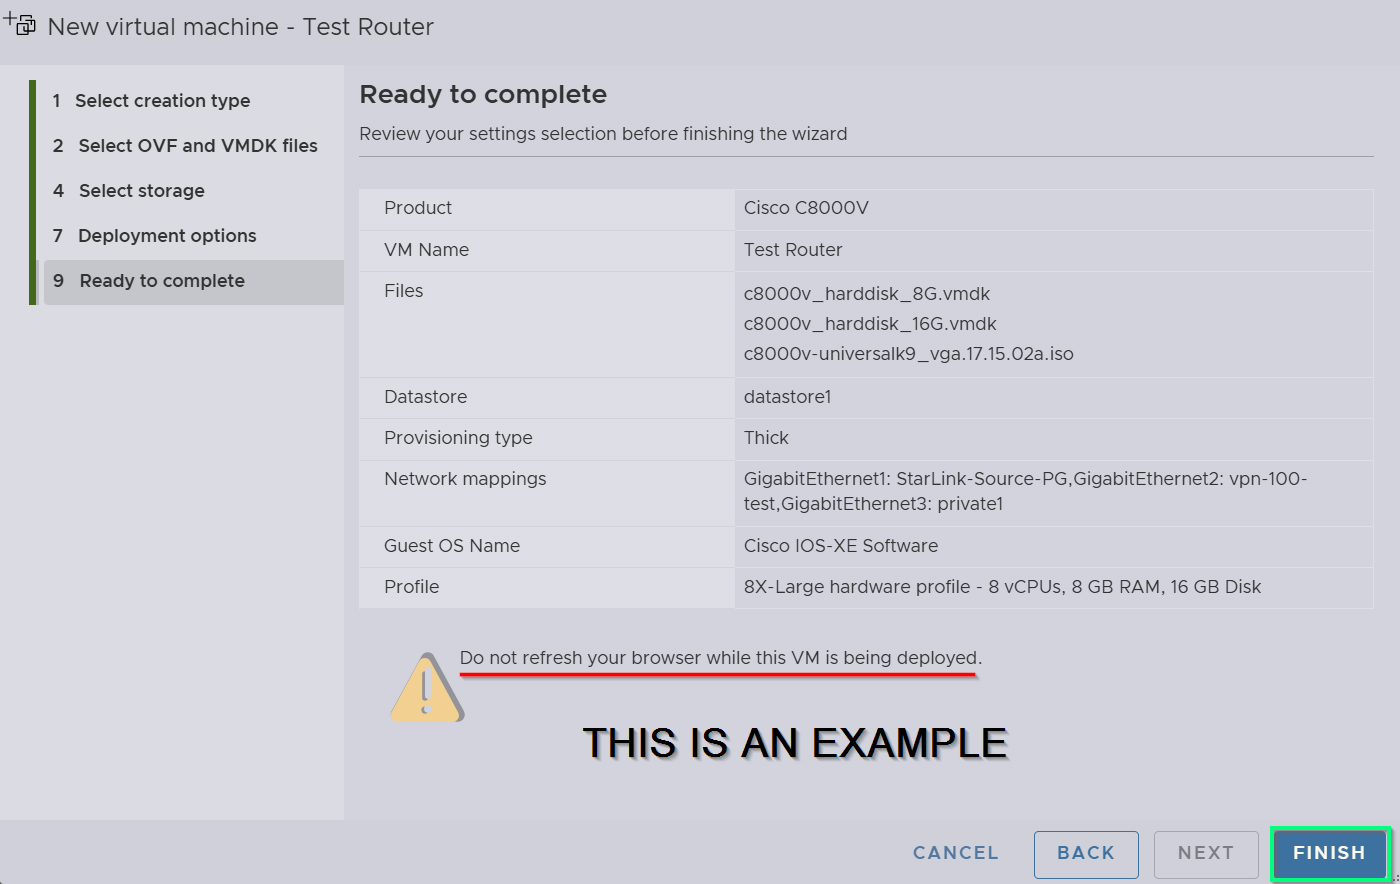 New virtual machine - Test Router
1 Select creation type
2 Select OVF and VMDK files
4 Select storage
7 Deployment options
9 Ready to complete
Ready to complete
Review your settings selection before finishing the wizard
Product Cisco C8000V
VM Name Test Router
Files c8000v_harddisk_8G.vmdk
c8000v_harddisk_16G.vmdk
c8000v-universalk9_vga.17.15.02a.iso
Datastore datastore1
Provisioning type Thick
Network mappings GigabitEthernet1: StarLink-Source-PG,GigabitEthernet2: vpn-100-
test,GigabitEthernet3: private1
Guest OS Name Cisco IOS-XE Software
Profile 8X-Large hardware profile - 8 vCPUs, 8 GB RAM, 16 GB Disk
Do not refresh your browser while this VM is being deployed.
THIS IS AN EXAMPLE
CANCEL BACK NEXT FINISH